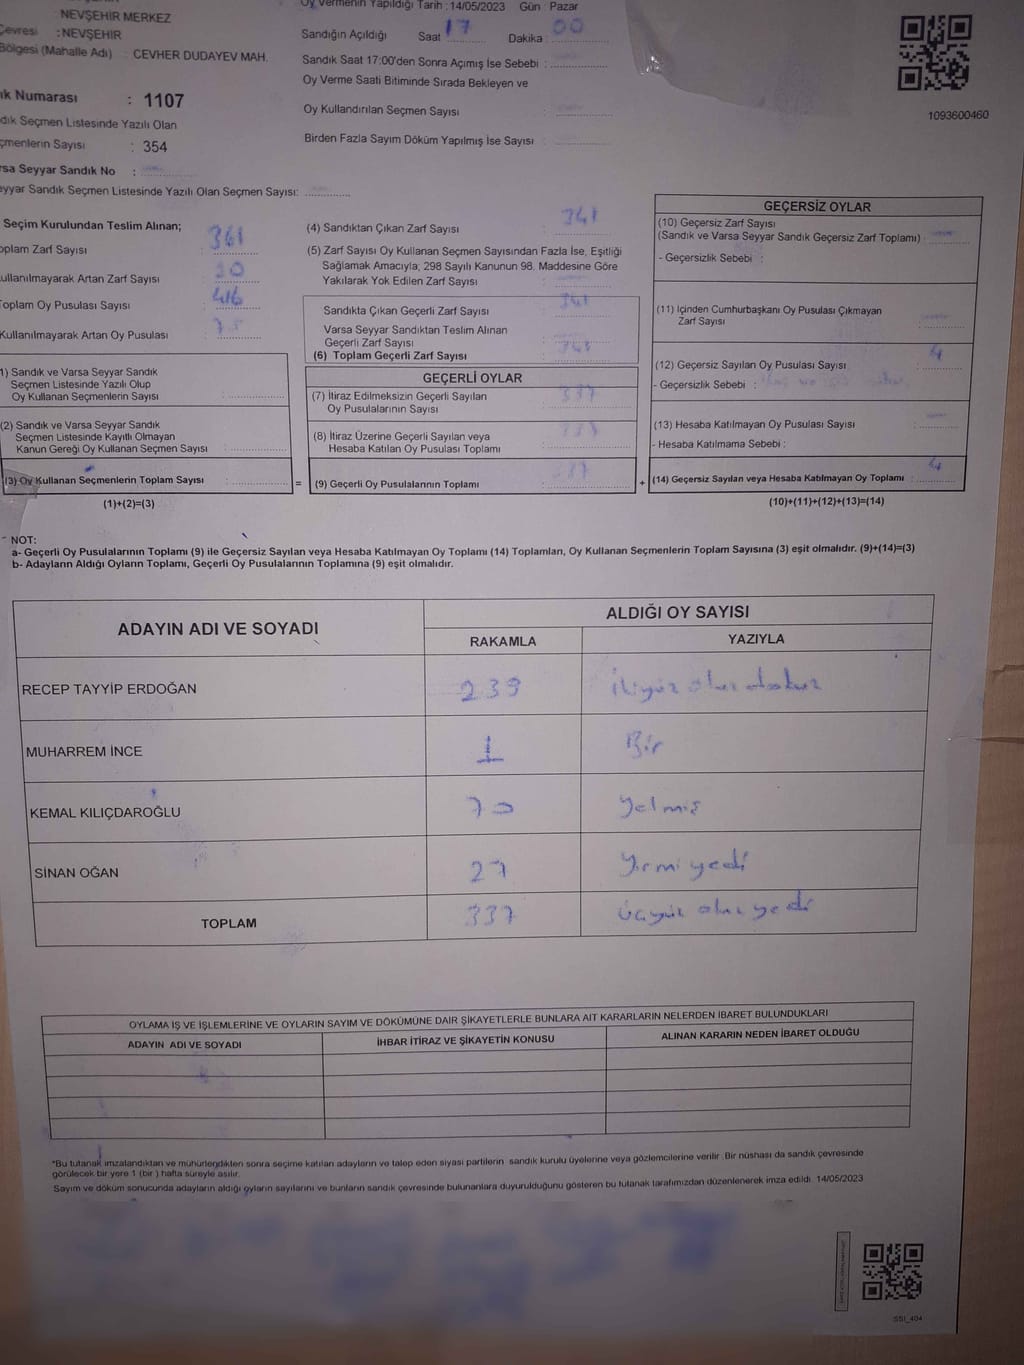 NEVŞEHİR MERKEZ
: NEVŞEHİR
Bölgesi (Mahalle Adı) : CEVHER DUDAYEV MAH.
Numarası : 1107
Seçmen Listesinde Yazılı Olan
Sayısı : 354
Seyyar Sandık No :
Seyyar Sandık Seçmen Listesinde Yazılı Olan Seçmen Sayısı:
Oy Vermenin Yapıldığı Tarih : 14/05/2023 Gün Pazar
Sandığın Açıldığı Saat 17 Dakika : 00
Sandık Saat 17:00'den Sonra Açımış İse Sebebi :
Oy Verme Saati Bitiminde Sırada Bekleyen ve
Oy Kullandırılan Seçmen Sayısı :
Birden Fazla Sayım Döküm Yapılmış İse Sayısı :
1093600460
Seçim Kurulundan Teslim Alınan;
Toplam Zarf Sayısı : 361
Kullanılmayarak Artan Zarf Sayısı : 20
Toplam Oy Pusulası Sayısı : 416
Kullanılmayarak Artan Oy Pusulası : 75
(1) Sandık ve Varsa Seyyar Sandık
Seçmen Listesinde Yazılı Olup
Oy Kullanan Seçmenlerin Sayısı :
(2) Sandık ve Varsa Seyyar Sandık
Seçmen Listesinde Kayıtlı Olmayan
Kanun Gereği Oy Kullanan Seçmen Sayısı :
(3) Oy Kullanan Seçmenlerin Toplam Sayısı : =
(1)+(2)=(3)
(4) Sandıktan Çıkan Zarf Sayısı : 341
(5) Zarf Sayısı Oy Kullanan Seçmen Sayısından Fazla İse, Eşitliği
Sağlamak Amacıyla, 298 Sayılı Kanunun 98. Maddesine Göre
Yakılarak Yok Edilen Zarf Sayısı :
Sandıkta Çıkan Geçerli Zarf Sayısı : 341
Varsa Seyyar Sandıktan Teslim Alınan
Geçerli Zarf Sayısı :
(6) Toplam Geçerli Zarf Sayısı :
GEÇERLİ OYLAR
(7) İtiraz Edilmeksizin Geçerli Sayılan
Oy Pusulalarının Sayısı : 337
(8) İtiraz Üzerine Geçerli Sayılan veya
Hesaba Katılan Oy Pusulası Toplamı :
(9) Geçerli Oy Pusulalarının Toplamı : +
GEÇERSİZ OYLAR
(10) Geçersiz Zarf Sayısı
(Sandık ve Varsa Seyyar Sandık Geçersiz Zarf Toplamı) :
- Geçersizlik Sebebi :
(11) İçinden Cumhurbaşkanı Oy Pusulası Çıkmayan
Zarf Sayısı :
(12) Geçersiz Sayılan Oy Pusulası Sayısı : 4
- Geçersizlik Sebebi :
(13) Hesaba Katılmayan Oy Pusulası Sayısı :
- Hesaba Katılmama Sebebi :
(14) Geçersiz Sayılan veya Hesaba Katılmayan Oy Toplamı : 4
(10)+(11)+(12)+(13)=(14)
NOT:
a- Geçerli Oy Pusulalarının Toplamı (9) ile Geçersiz Sayılan veya Hesaba Katılmayan Oy Toplamı (14) Toplamları, Oy Kullanan Seçmenlerin Toplam Sayısına (3) eşit olmalıdır. (9)+(14)=(3)
b- Adayların Aldığı Oyların Toplamı, Geçerli Oy Pusulalarının Toplamına (9) eşit olmalıdır.
ADAYIN ADI VE SOYADI
ALDIĞI OY SAYISI
RAKAMLA YAZIYLA
RECEP TAYYİP ERDOĞAN 239 ikiyüz otuz dokuz
MUHARREM İNCE 1 Bir
KEMAL KILIÇDAROĞLU 70 yetmiş
SİNAN OĞAN 27 Yirmi yedi
TOPLAM 337 üçyüz otuz yedi
OYLAMA İŞ VE İŞLEMLERİNE VE OYLARIN SAYIM VE DÖKÜMÜNE DAİR ŞİKAYETLERLE BUNLARA AİT KARARLARIN NELERDEN İBARET BULUNDUKLARI
ADAYIN ADI VE SOYADI İHBAR İTİRAZ VE ŞİKAYETİN KONUSU ALINAN KARARIN NEDEN İBARET OLDUĞU
*Bu tutanak imzalandıktan ve mühürlendikten sonra seçime katılan adayların ve talep eden siyasi partilerin sandık kurulu üyelerine veya gözlemcilerine verilir. Bir nüshası da sandık çevresinde
görülecek bir yere 1 (bir) hafta süreyle asılır.
Sayım ve döküm sonucunda adayların aldığı oyların sayılarını ve bunların sandık çevresinde bulunanlara duyurulduğunu gösteren bu tutanak tarafımızdan düzenlenerek imza edildi. 14/05/2023
SSI_404